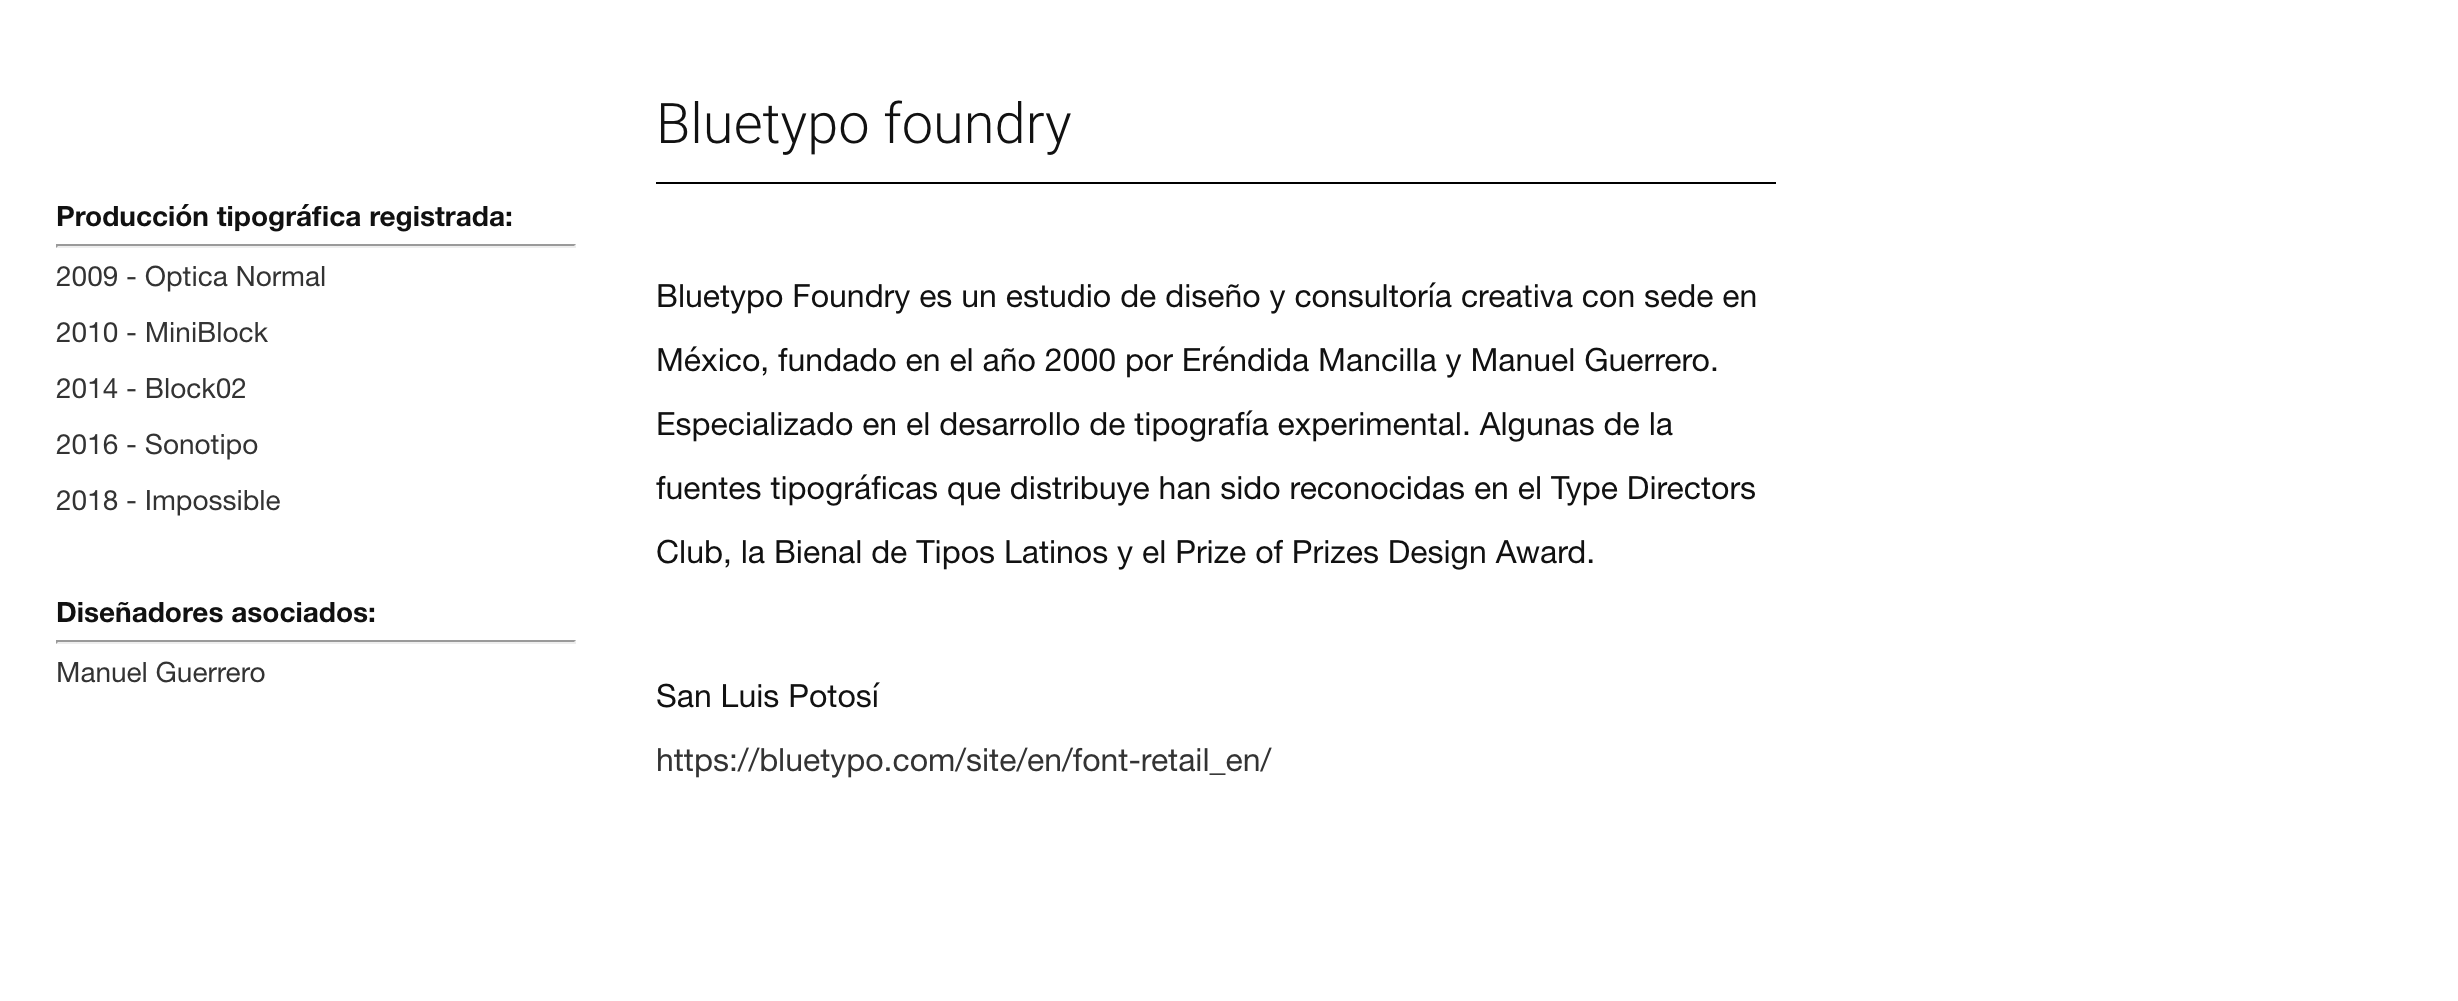 Bluetypo foundry
Producción tipográfica registrada:
2009 - Optica Normal
2010 - MiniBlock
2014 - Block02
2016 - Sonotipo
2018 - Impossible
Diseñadores asociados:
Manuel Guerrero
Bluetypo Foundry es un estudio de diseño y consultoría creativa con sede en
México, fundado en el año 2000 por Eréndida Mancilla y Manuel Guerrero.
Especializado en el desarrollo de tipografía experimental. Algunas de la
fuentes tipográficas que distribuye han sido reconocidas en el Type Directors
Club, la Bienal de Tipos Latinos y el Prize of Prizes Design Award.
San Luis Potosí
https://bluetypo.com/site/en/font-retail_en/